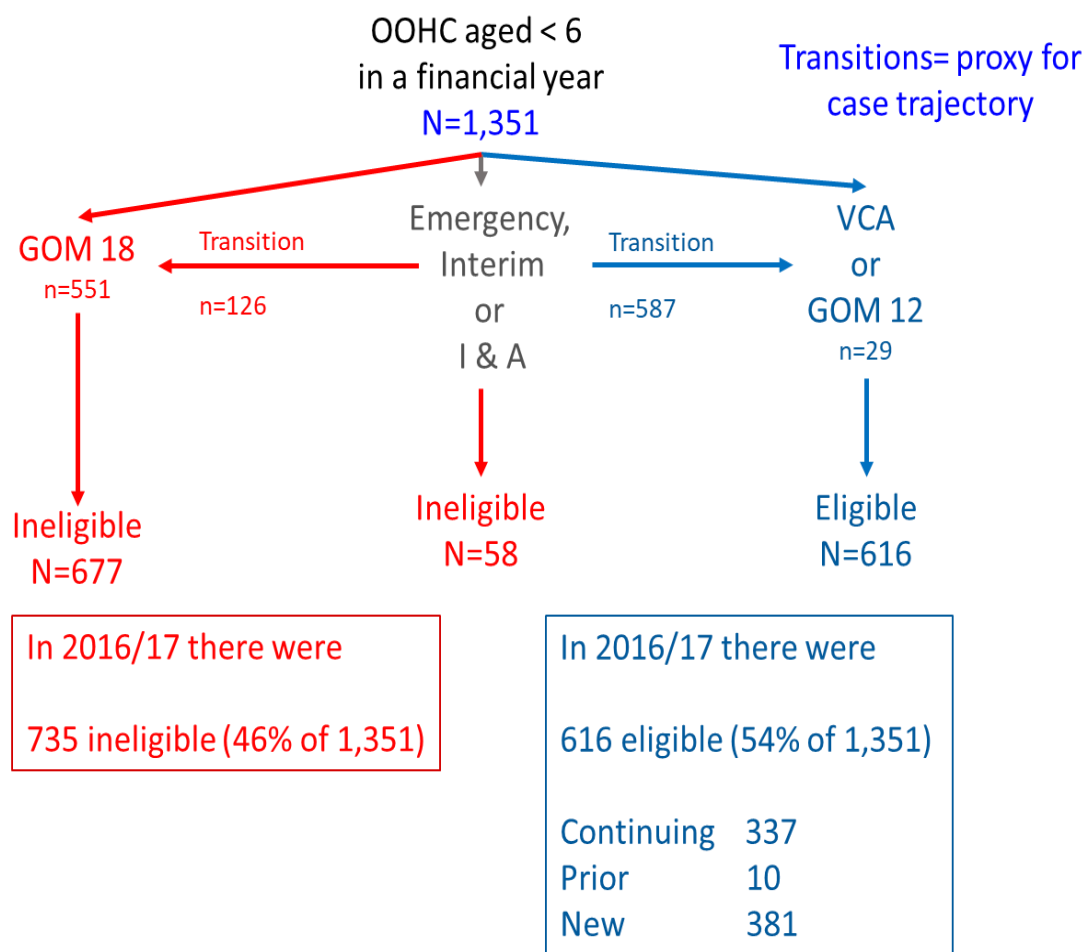 OOHC aged < 6
in a financial year
N=1,351
Transitions= proxy for
case trajectory
GOM 18
n=551
Transition
n=126
Emergency,
Interim
or
I & A
Transition
n=587
VCA
or
GOM 12
n=29
Ineligible
N=677
Ineligible
N=58
Eligible
N=616
In 2016/17 there were
735 ineligible (46% of 1,351)
In 2016/17 there were
616 eligible (54% of 1,351)
Continuing 337
Prior 10
New 381